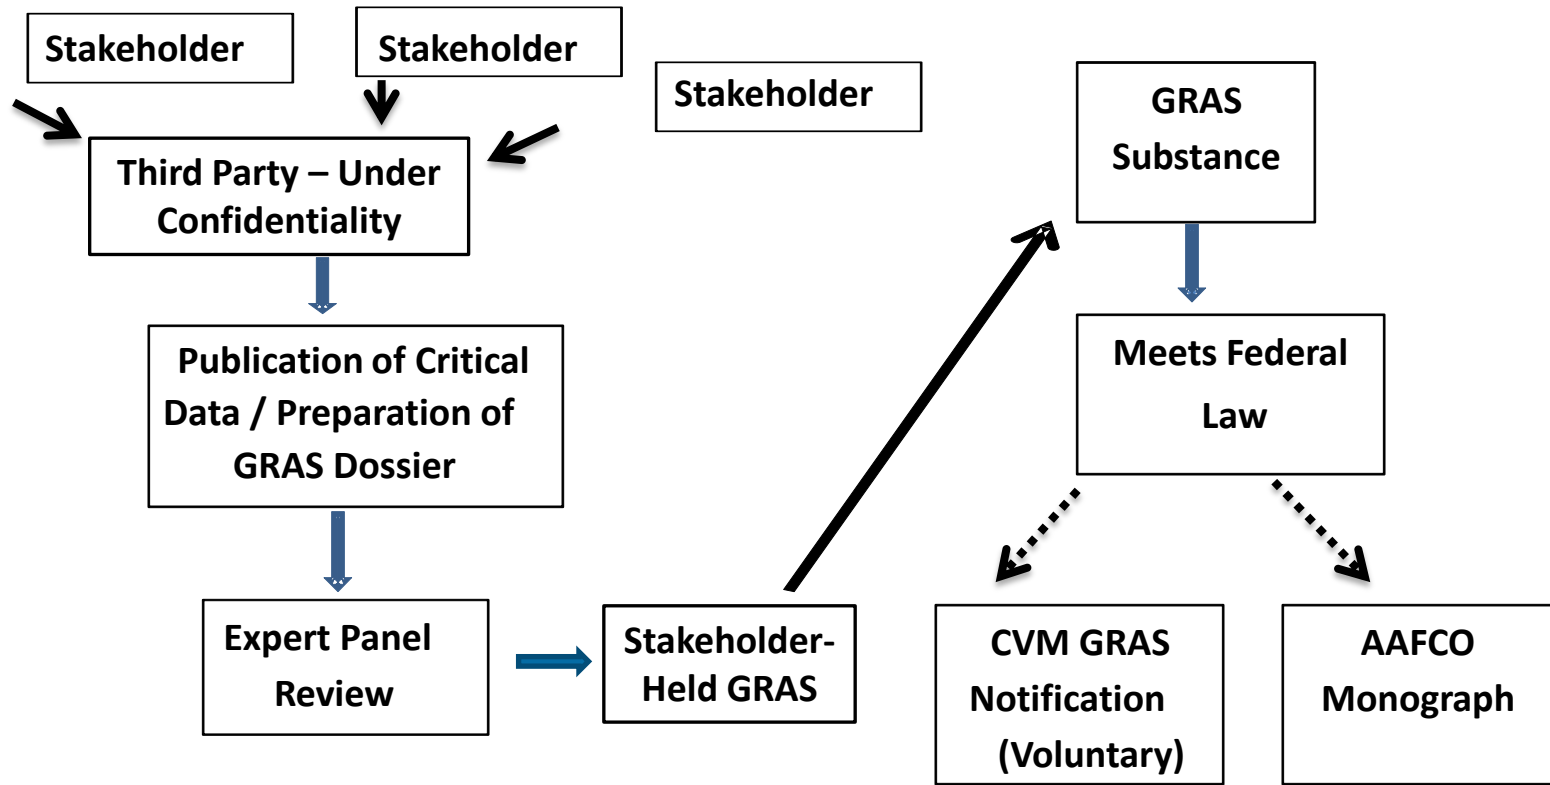 Stakeholder
Stakeholder
Stakeholder
Third Party – Under
Confidentiality
Publication of Critical
Data / Preparation of
GRAS Dossier
Expert Panel
Review
Stakeholder-
Held GRAS
GRAS
Substance
Meets Federal
Law
CVM GRAS
Notification
(Voluntary)
AAFCO
Monograph